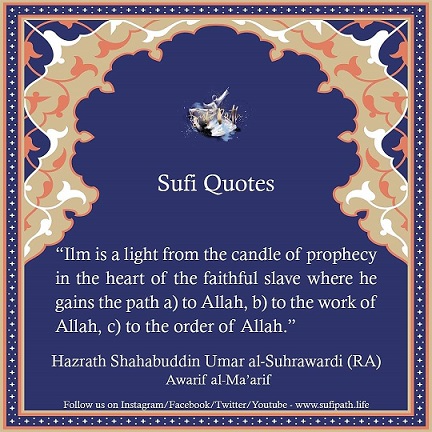 Sufi Quotes
“Ilm is a light from the candle of prophecy
in the heart of the faithful slave where he
gains the path a) to Allah, b) to the work of
Allah, c) to the order of Allah.”
Hazrath Shahabuddin Umar al-Suhrawardi (RA)
Awarif al-Ma’arif
Follow us on Instagram/Facebook/Twitter/Youtube - www.sufipath.life